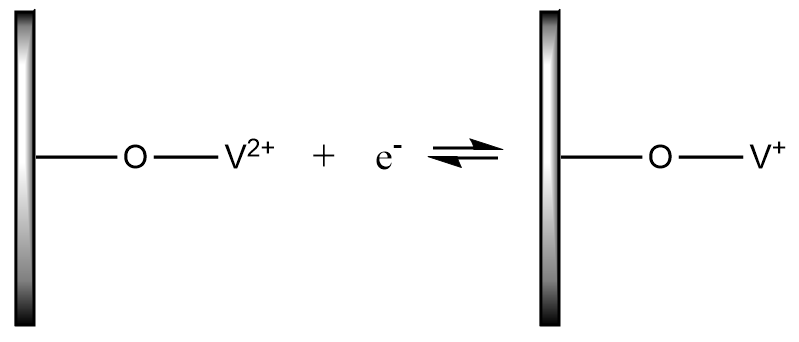 O V²⁺ + e⁻ ⇌ O V⁺